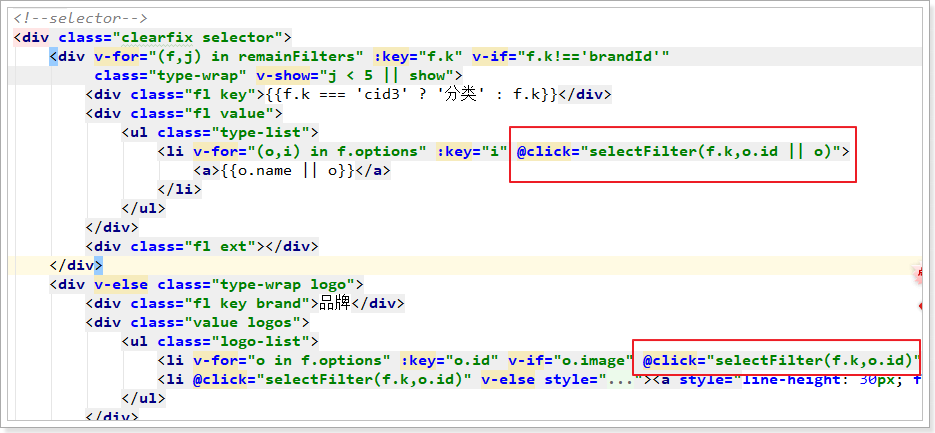 <!--selector-->
<div class="clearfix selector">
<div v-for="(f,j) in remainFilters" :key="f.k" v-if="f.k!=='brandId'"
class="type-wrap" v-show="j < 5 || show">
<div class="fl key">{{f.k === 'cid3' ? '分类' : f.k}}</div>
<div class="fl value">
<ul class="type-list">
<li v-for="(o,i) in f.options" :key="i" @click="selectFilter(f.k,o.id || o)">
<a>{{o.name || o}}</a>
</li>
</ul>
</div>
<div class="fl ext"></div>
</div>
<div v-else class="type-wrap logo">
<div class="fl key brand">品牌</div>
<div class="value logos">
<ul class="logo-list">
<li v-for="o in f.options" :key="o.id" v-if="o.image" @click="selectFilter(f.k,o.id)"
<li @click="selectFilter(f.k,o.id)" v-else style="..."><a style="line-height: 30px; f
</ul>
</div>